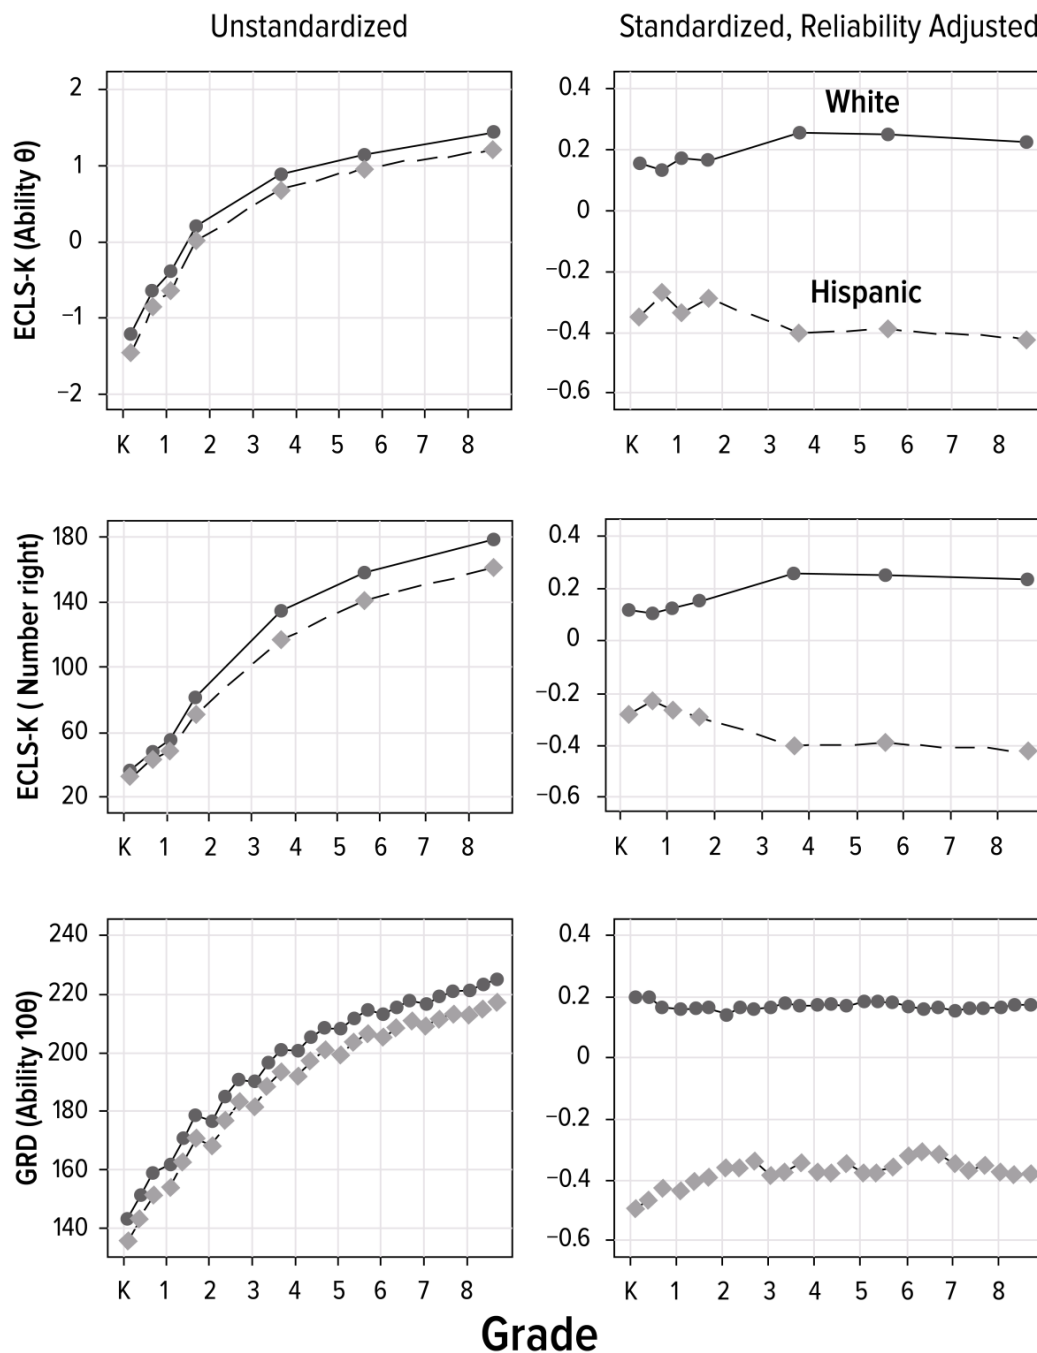 Unstandardized
Standardized, Reliability Adjusted
ECLS-K (Ability θ)
2
1
0
−1
−2
K 1 2 3 4 5 6 7 8
0.4
0.2
0
−0.2
−0.4
−0.6
White
Hispanic
K 1 2 3 4 5 6 7 8
ECLS-K ( Number right)
180
140
100
60
20
K 1 2 3 4 5 6 7 8
0.4
0.2
0
−0.2
−0.4
−0.6
K 1 2 3 4 5 6 7 8
GRD (Ability 10θ)
240
220
200
180
160
140
K 1 2 3 4 5 6 7 8
0.4
0.2
0
−0.2
−0.4
−0.6
K 1 2 3 4 5 6 7 8
Grade